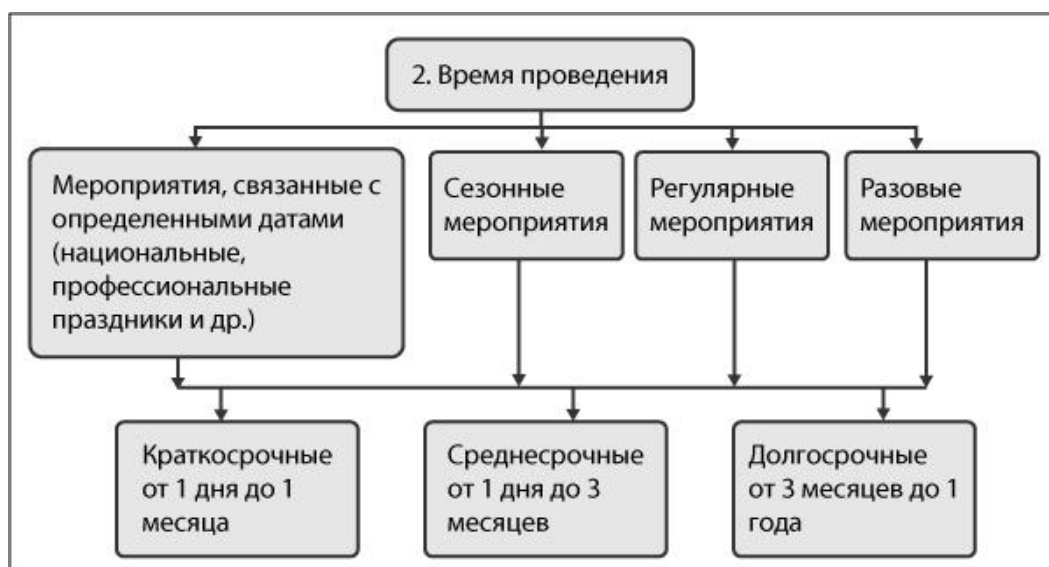 2. Время проведения
Мероприятия, связанные с
определенными датами
(национальные,
профессиональные
праздники и др.)
Сезонные
мероприятия
Регулярные
мероприятия
Разовые
мероприятия
Краткосрочные
от 1 дня до 1
месяца
Среднесрочные
от 1 дня до 3
месяцев
Долгосрочные
от 3 месяцев до 1
года